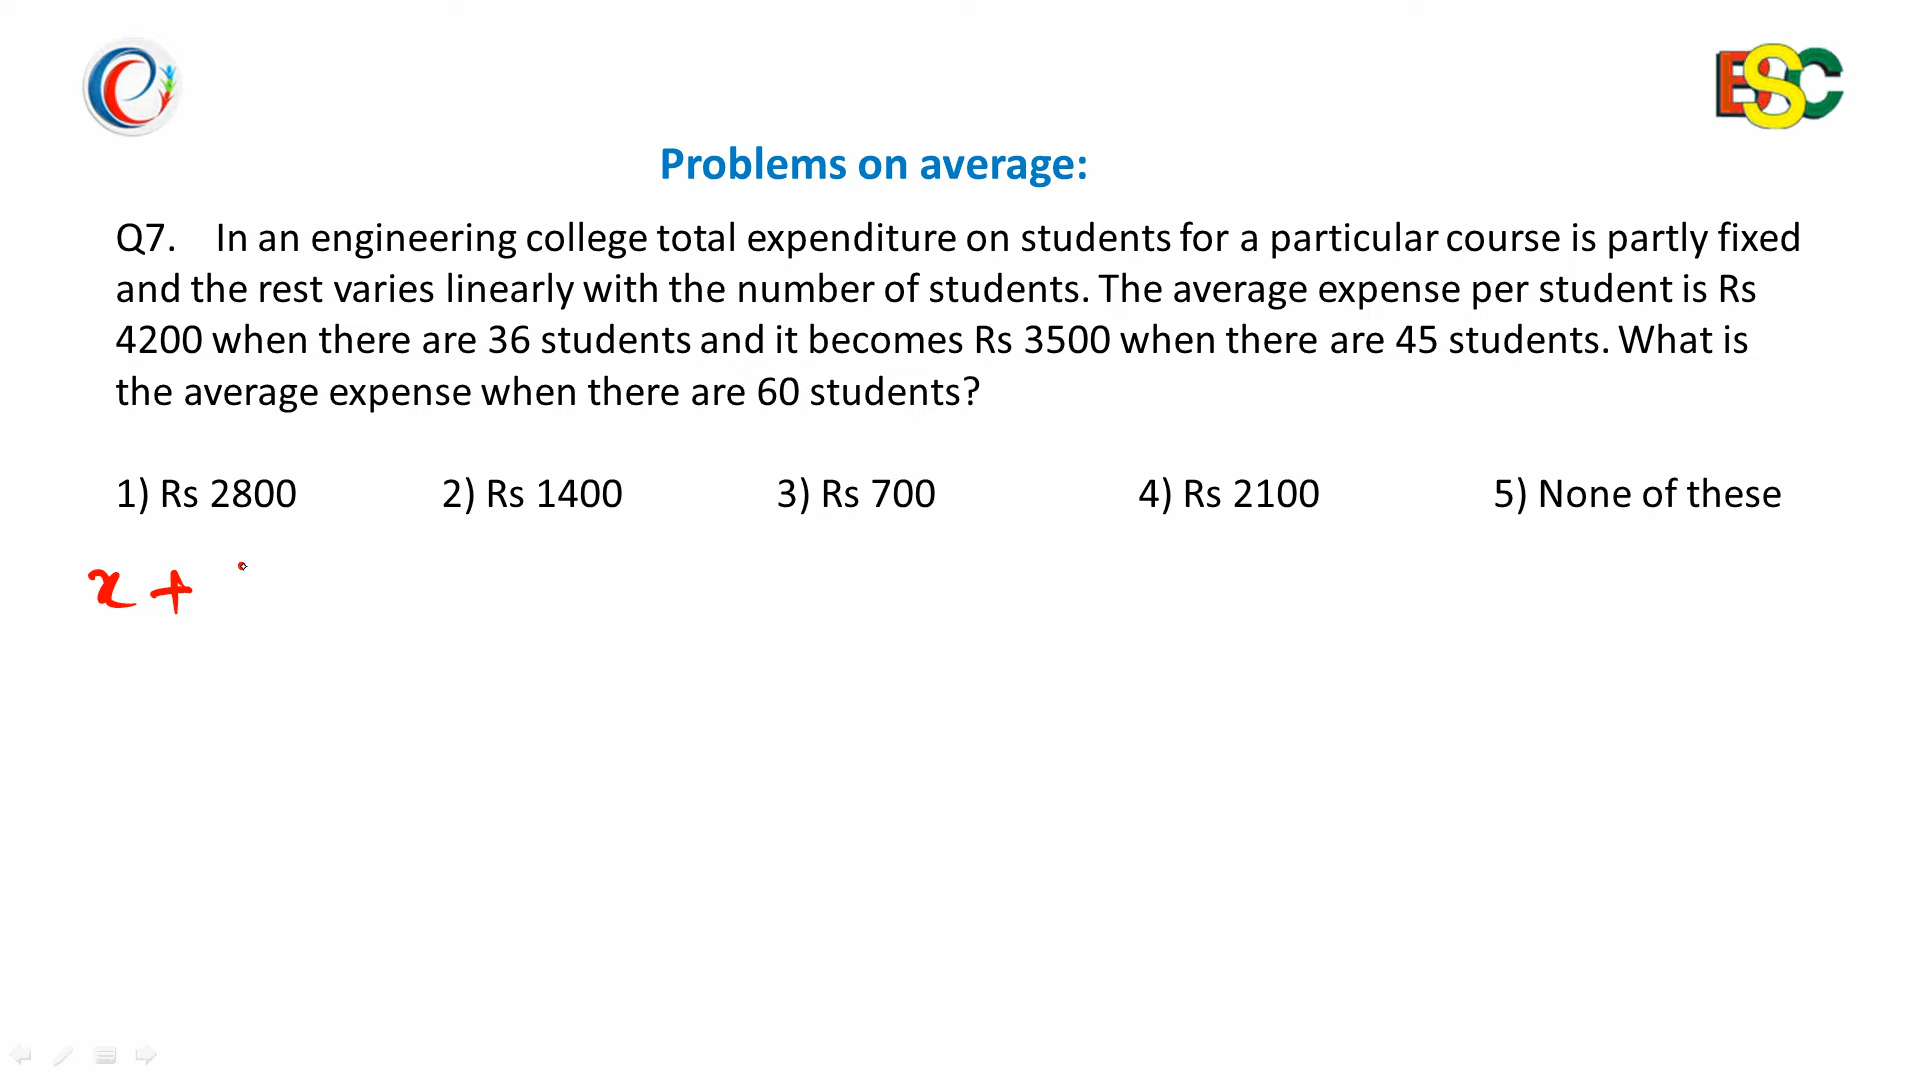 ESC
Problems on average:
Q7. In an engineering college total expenditure on students for a particular course is partly fixed
and the rest varies linearly with the number of students. The average expense per student is Rs
4200 when there are 36 students and it becomes Rs 3500 when there are 45 students. What is
the average expense when there are 60 students?
1) Rs 2800 2) Rs 1400 3) Rs 700 4) Rs 2100 5) None of these
x +